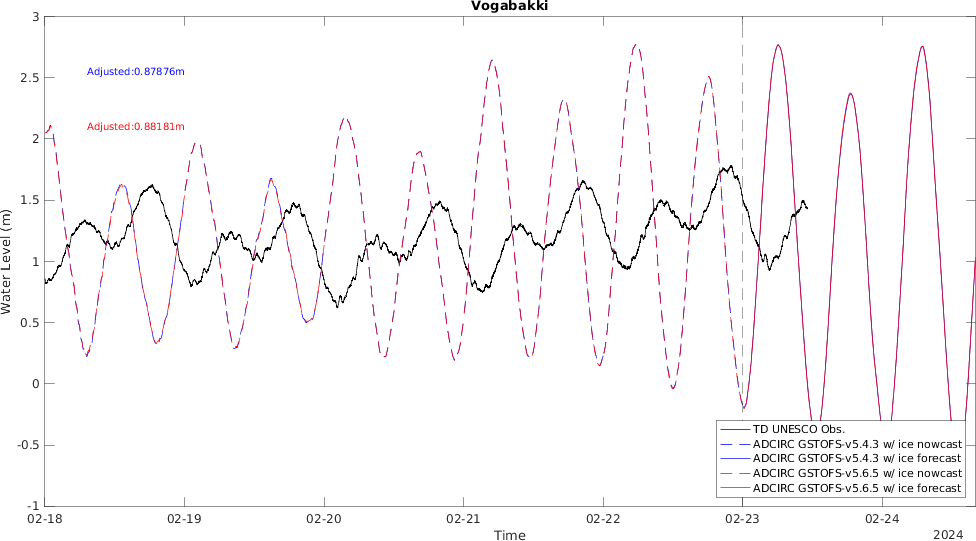 Vogabakki
3
2.5
2
1.5
1
0.5
0
-0.5
-1
Water Level (m)
Adjusted:0.87876m
Adjusted:0.88181m
TD UNESCO Obs.
ADCIRC GSTOFS-v5.4.3 w/ ice nowcast
ADCIRC GSTOFS-v5.4.3 w/ ice forecast
ADCIRC GSTOFS-v5.6.5 w/ ice nowcast
ADCIRC GSTOFS-v5.6.5 w/ ice forecast
02-18 02-19 02-20 02-21 02-22 02-23 02-24
Time
2024